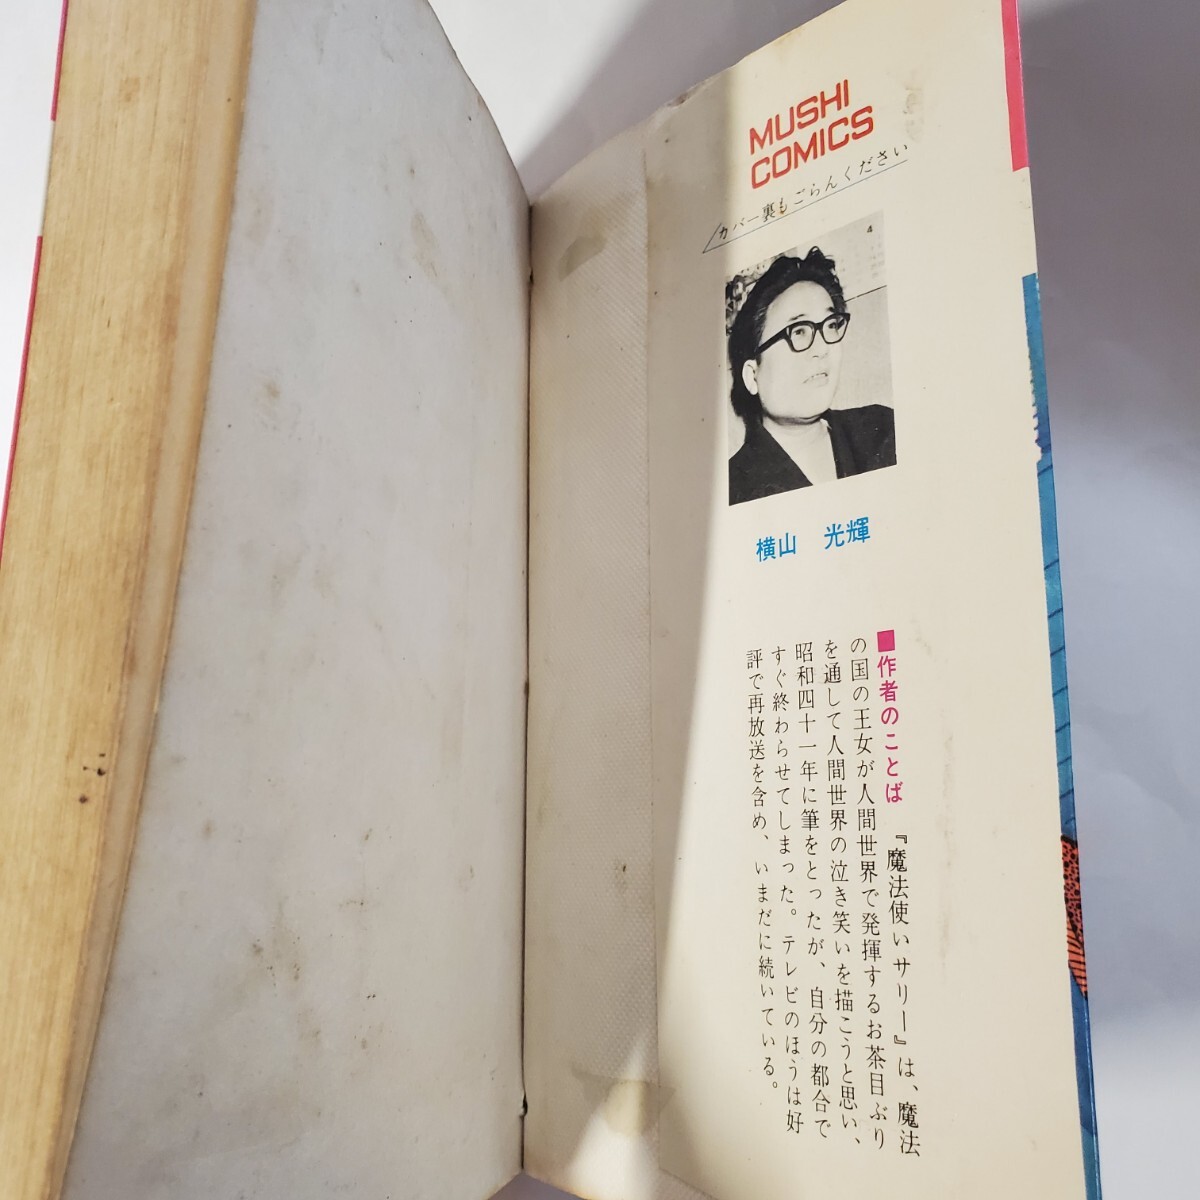 MUSHI
COMICS
カバー裏もごらんください
横山 光輝
■作者のことば 『魔法使いサリー』は、魔法
の国の王女が人間世界で発揮するお茶目ぶり
を通して人間世界の泣き笑いを描こうと思い、
昭和四十一年に筆をとったが、自分の都合で
すぐ終わらせてしまった。テレビのほうは好
評で再放送を含め、いまだに続いている。